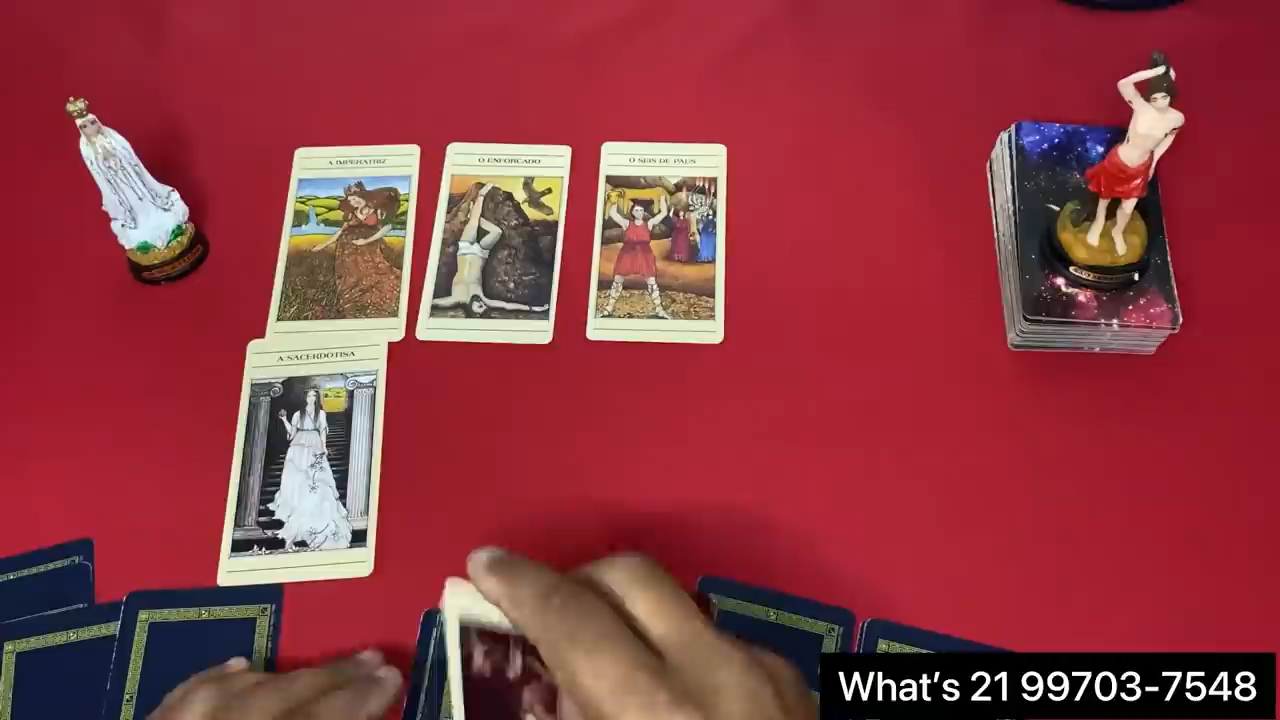 A IMPERATRIZ
O ENFORCADO
O SEIS DE PAUS
A SACERDOTISA
What's 21 99703-7548